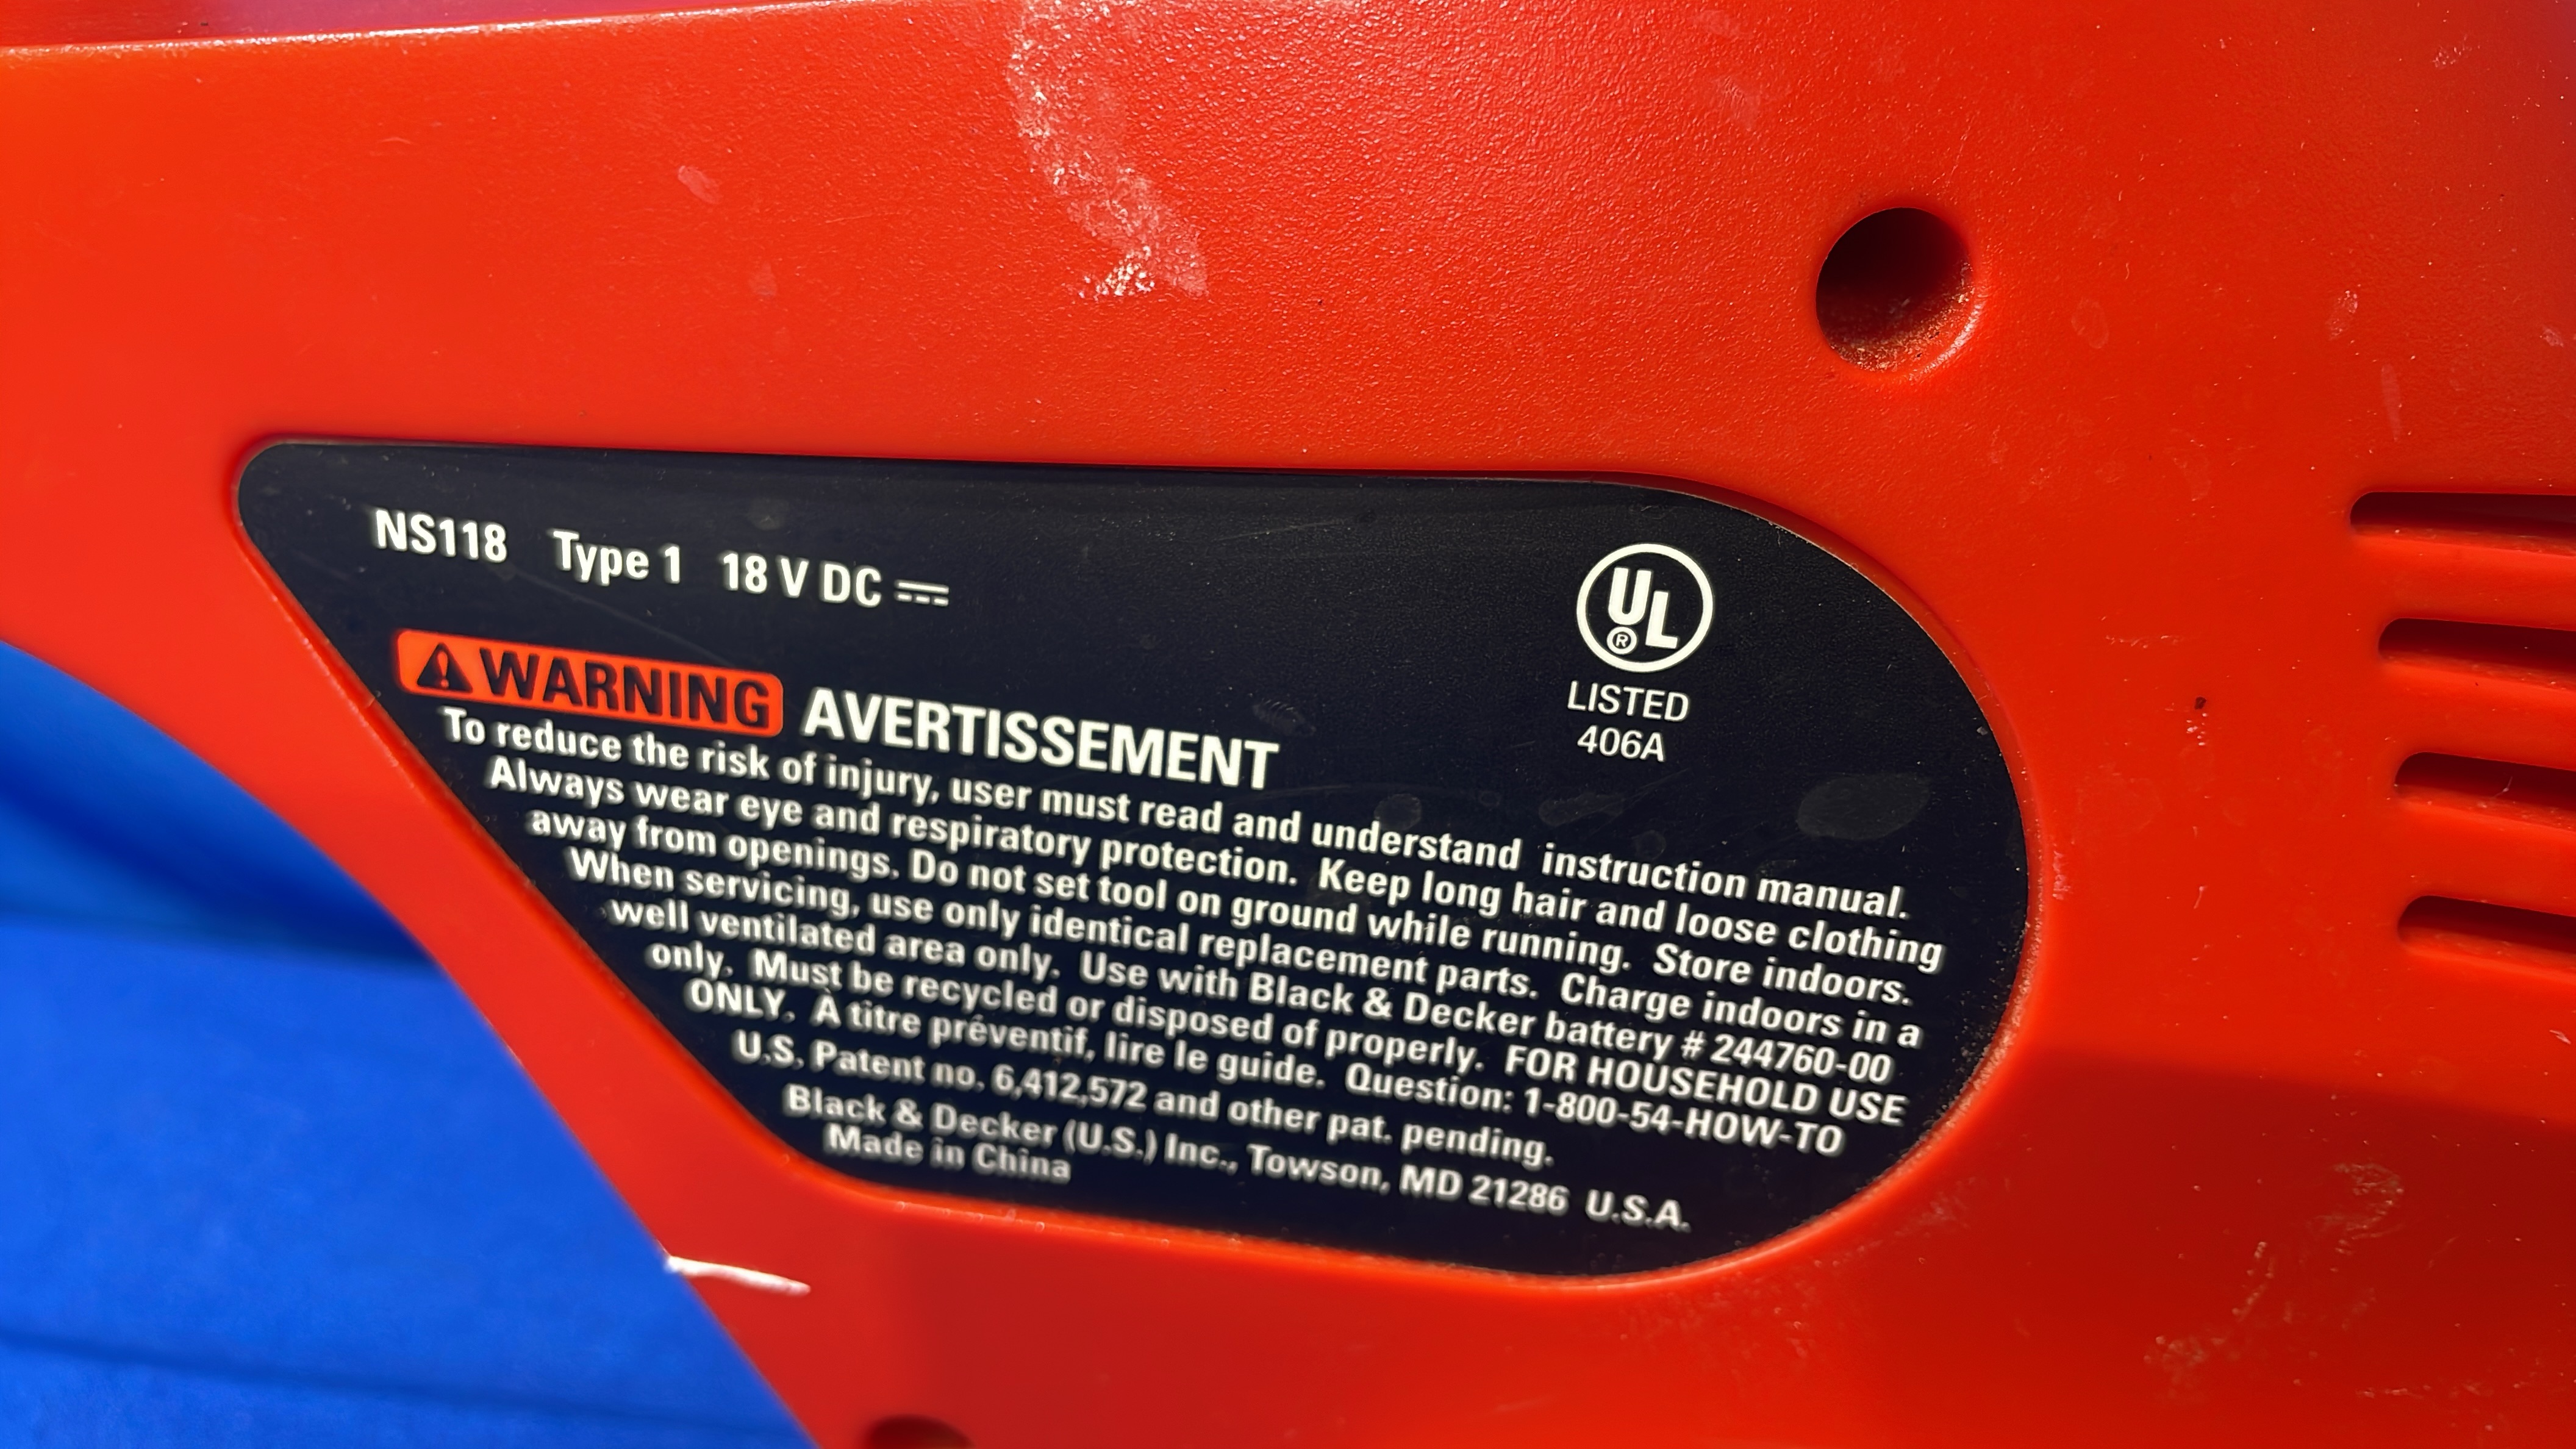 NS118 Type 1 18 V DC
UL
®
LISTED
406A
WARNING AVERTISSEMENT
To reduce the risk of injury, user must read and understand instruction manual.
Always wear eye and respiratory protection. Keep long hair and loose clothing
away from openings. Do not set tool on ground while running. Store indoors.
When servicing, use only identical replacement parts. Charge indoors in a
well ventilated area only. Use with Black & Decker battery # 244760-00
only. Must be recycled or disposed of properly. FOR HOUSEHOLD USE
ONLY. À titre préventif, lire le guide. Question: 1-800-54-HOW-TO
U.S. Patent no. 6,412,572 and other pat. pending.
Black & Decker (U.S.) Inc., Towson, MD 21286 U.S.A.
Made in China